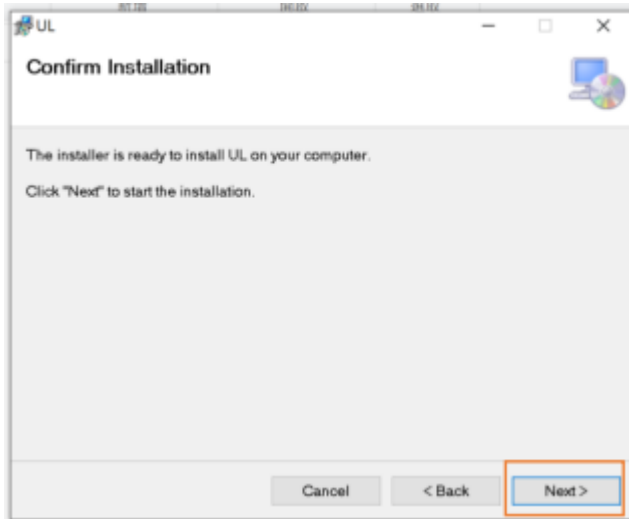 UL
Confirm Installation
The installer is ready to install UL on your computer.
Click "Next" to start the installation.
Cancel
< Back
Next >